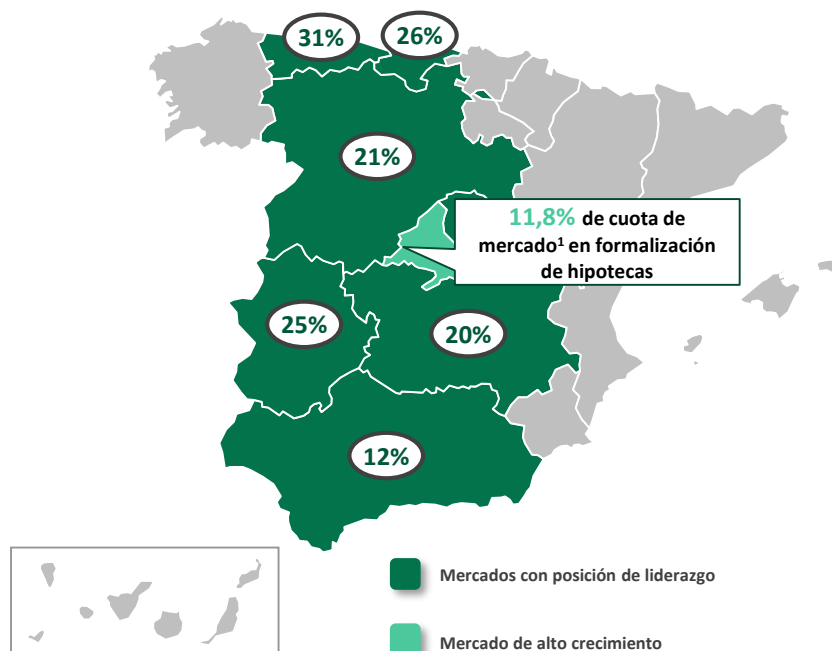 31%
26%
21%
11,8% de cuota de
mercado¹ en formalización
de hipotecas
25%
20%
12%
Mercados con posición de liderazgo
Mercado de alto crecimiento